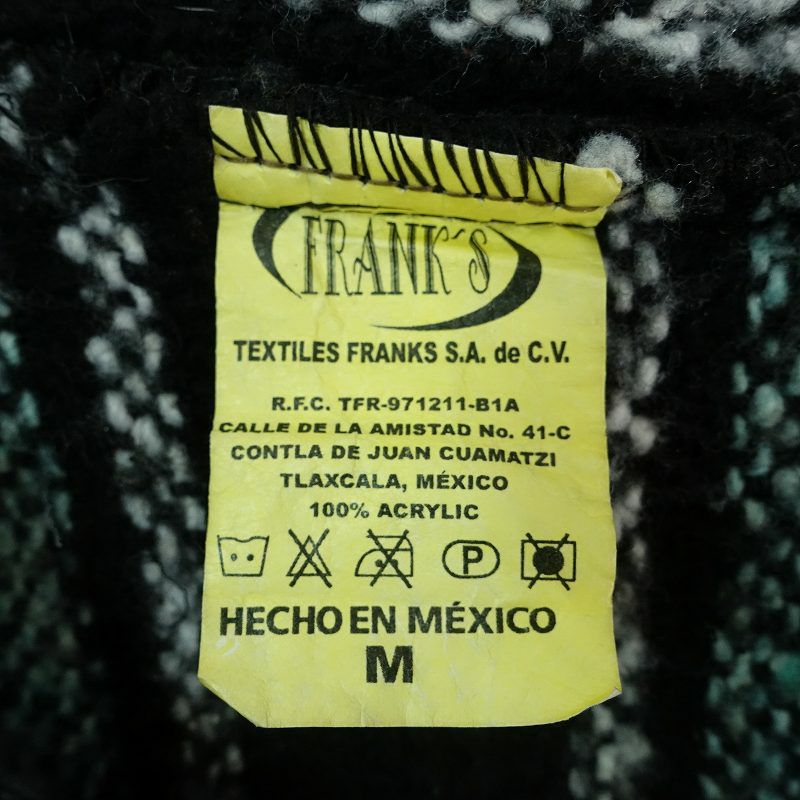 FRANK´S
TEXTILES FRANKS S.A. de C.V.
R.F.C. TFR-971211-B1A
CALLE DE LA AMISTAD No. 41-C
CONTLA DE JUAN CUAMATZI
TLAXCALA, MÉXICO
100% ACRYLIC
P
HECHO EN MÉXICO
M